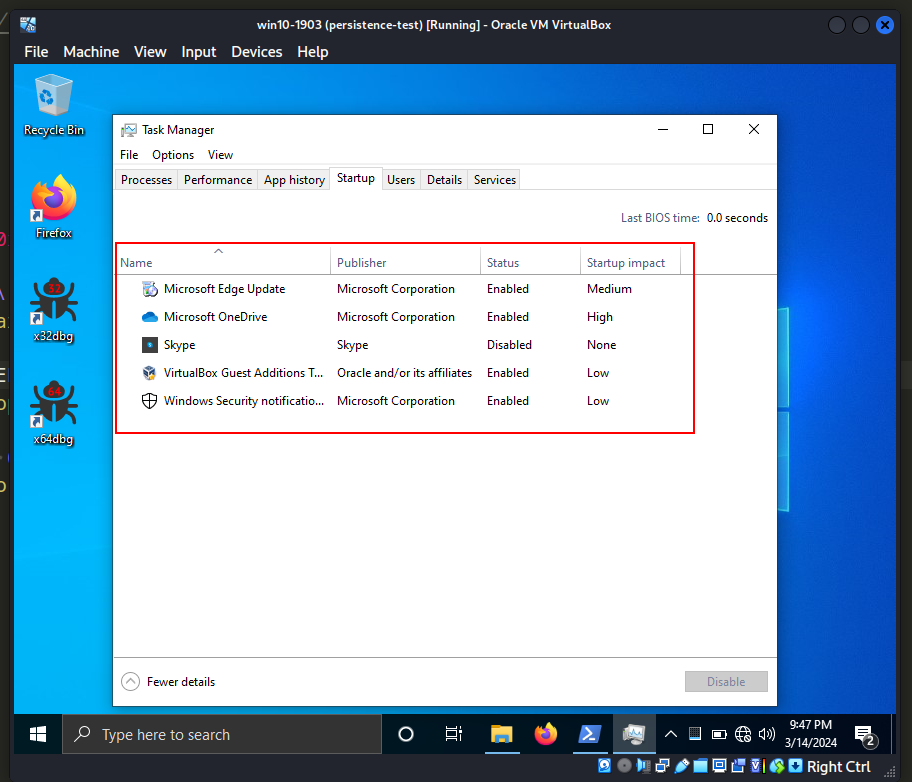 win10-1903 (persistence-test) [Running] - Oracle VM VirtualBox
File Machine View Input Devices Help
Recycle Bin
Firefox
32
x32dbg
64
x64dbg
Task Manager
File Options View
Processes Performance App history Startup Users Details Services
Last BIOS time: 0.0 seconds
Name Publisher Status Startup impact
Microsoft Edge Update Microsoft Corporation Enabled Medium
Microsoft OneDrive Microsoft Corporation Enabled High
Skype Skype Disabled None
VirtualBox Guest Additions T... Oracle and/or its affiliates Enabled Low
Windows Security notificatio... Microsoft Corporation Enabled Low
Fewer details Disable
Type here to search
9:47 PM
3/14/2024
2
Right Ctrl